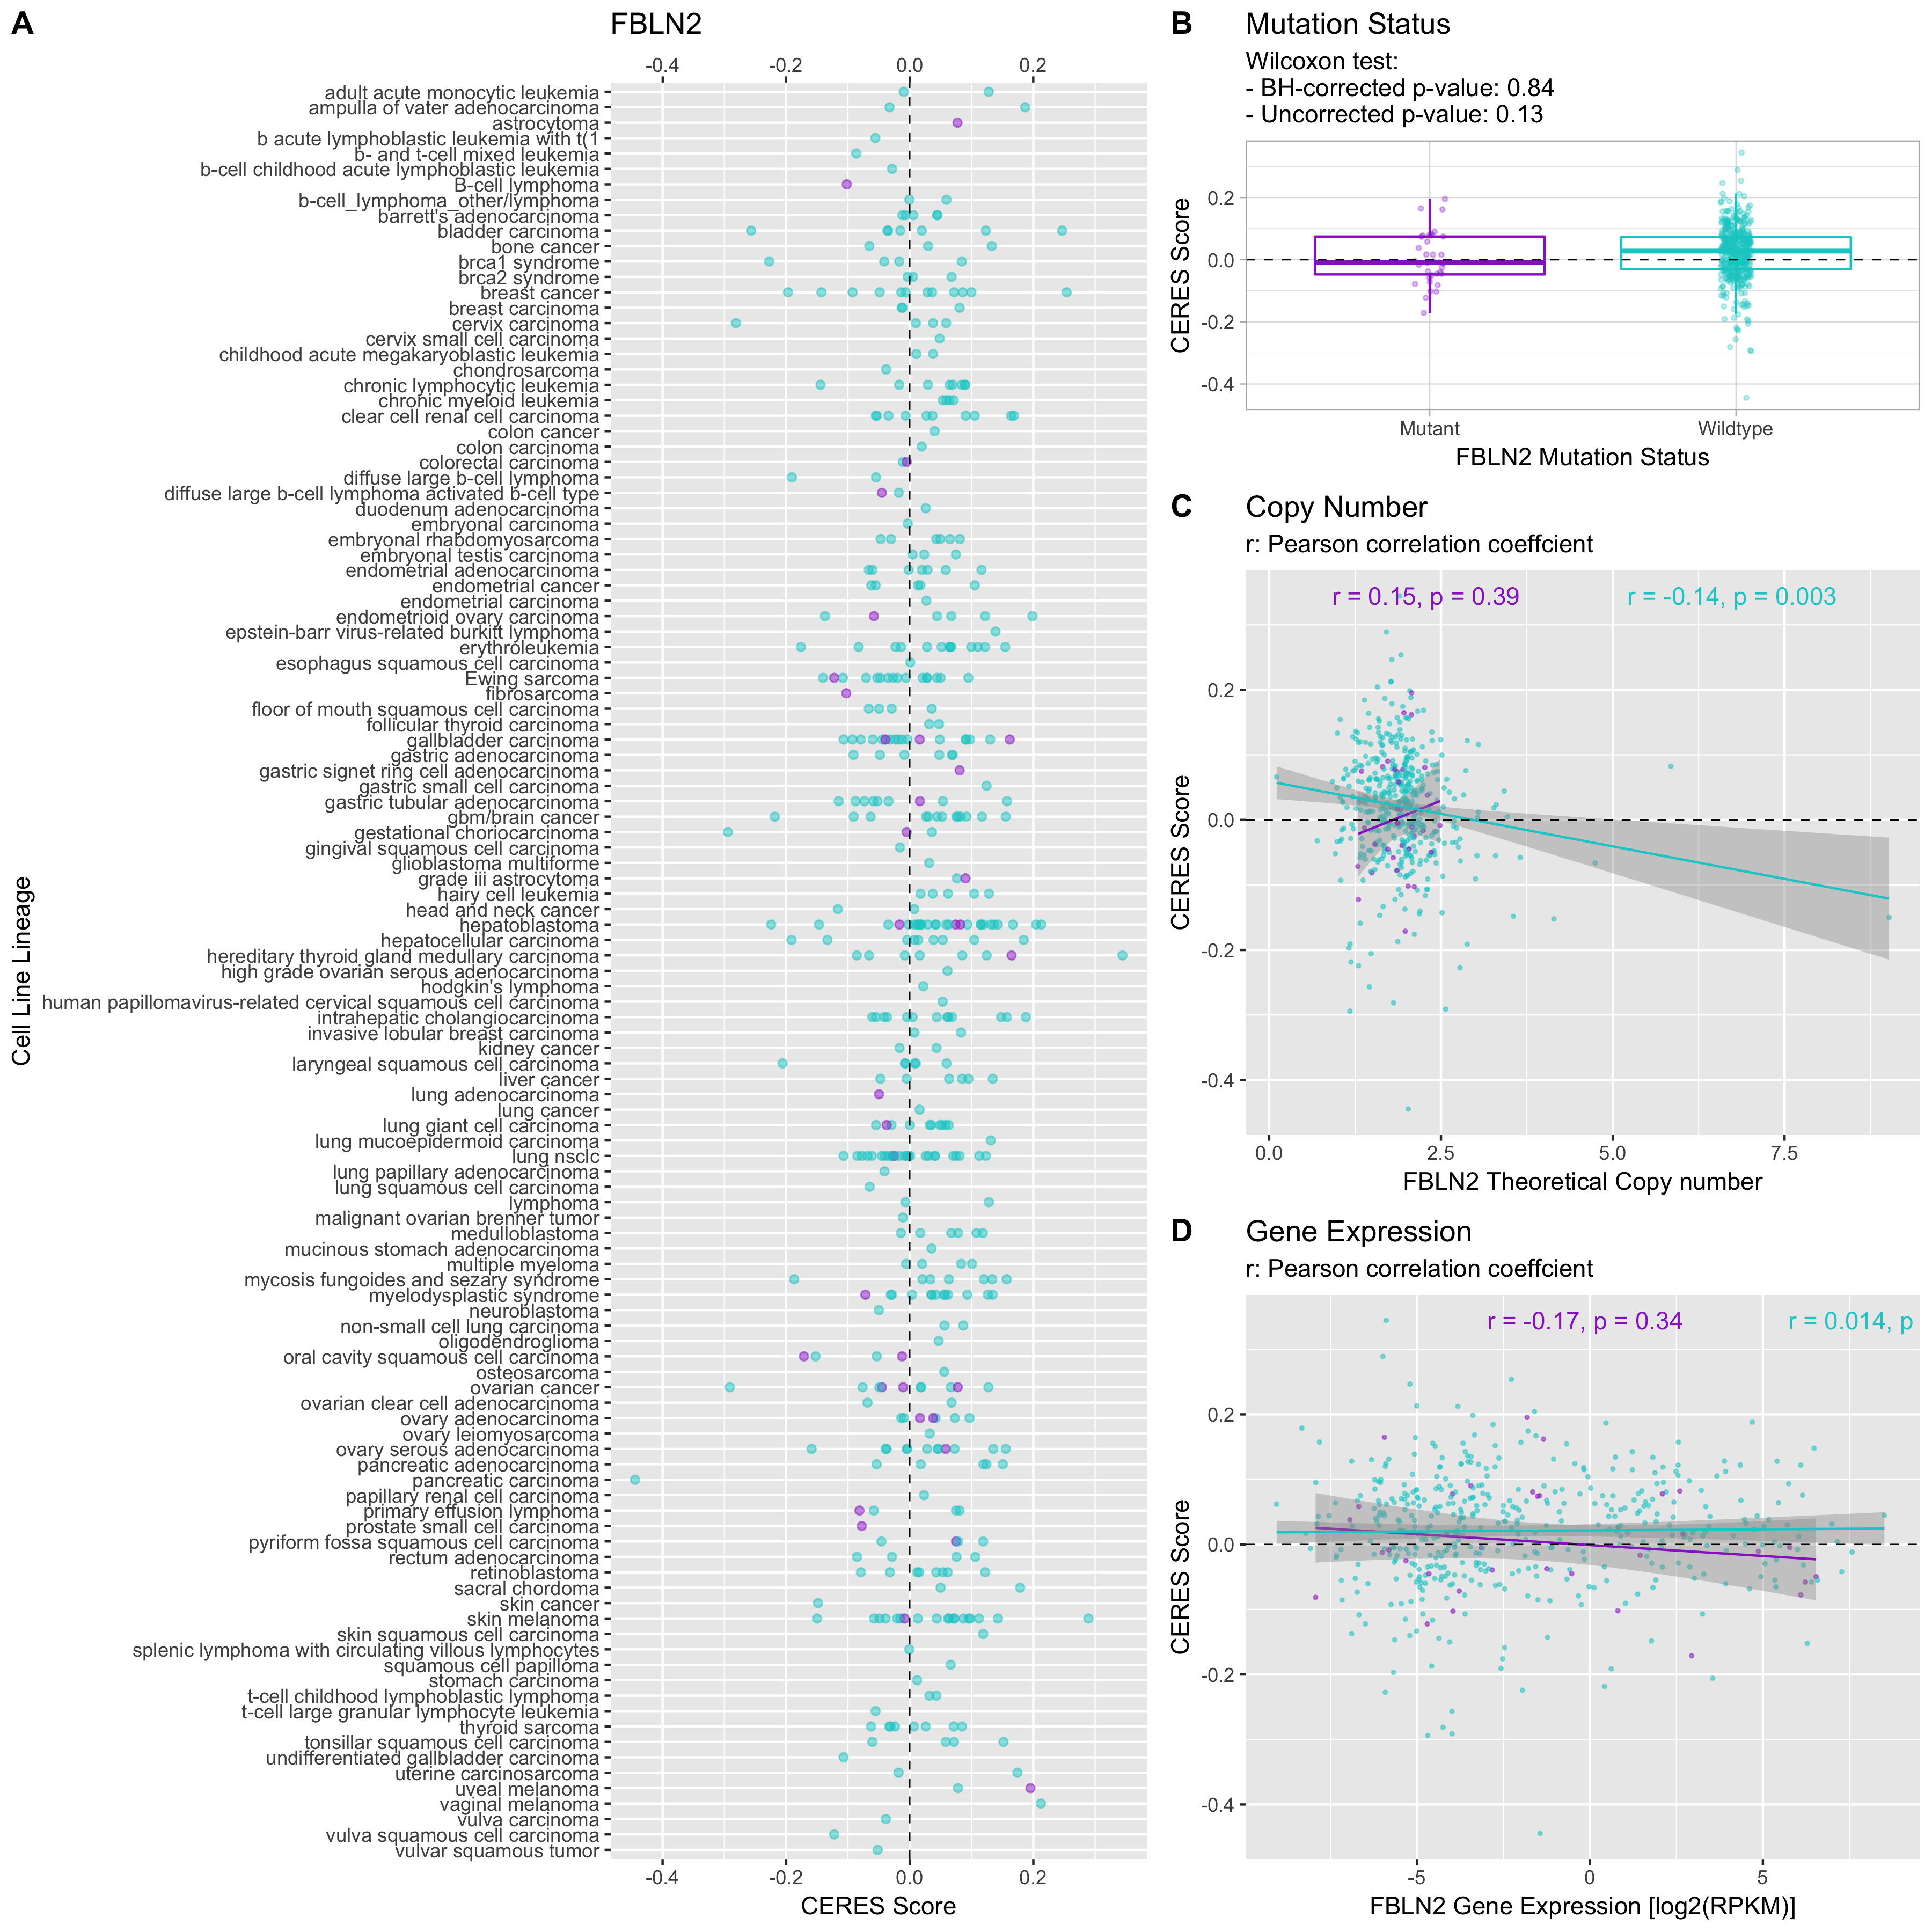 A
FBLN2
-0.4 -0.2 0.0 0.2
Cell Line Lineage
adult acute monocytic leukemia
ampulla of vater adenocarcinoma
astrocytoma
b acute lymphoblastic leukemia with t(1
b- and t-cell mixed leukemia
b-cell childhood acute lymphoblastic leukemia
B-cell lymphoma
b-cell_lymphoma_other/lymphoma
barrett's adenocarcinoma
bladder carcinoma
bone cancer
brca1 syndrome
brca2 syndrome
breast cancer
breast carcinoma
cervix carcinoma
cervix small cell carcinoma
childhood acute megakaryoblastic leukemia
chondrosarcoma
chronic lymphocytic leukemia
chronic myeloid leukemia
clear cell renal cell carcinoma
colon cancer
colon carcinoma
colorectal carcinoma
diffuse large b-cell lymphoma
diffuse large b-cell lymphoma activated b-cell type
duodenum adenocarcinoma
embryonal carcinoma
embryonal rhabdomyosarcoma
embryonal testis carcinoma
endometrial adenocarcinoma
endometrial cancer
endometrial carcinoma
endometrioid ovary carcinoma
epstein-barr virus-related burkitt lymphoma
erythroleukemia
esophagus squamous cell carcinoma
Ewing sarcoma
fibrosarcoma
floor of mouth squamous cell carcinoma
follicular thyroid carcinoma
gallbladder carcinoma
gastric adenocarcinoma
gastric signet ring cell adenocarcinoma
gastric small cell carcinoma
gastric tubular adenocarcinoma
gbm/brain cancer
gestational choriocarcinoma
gingival squamous cell carcinoma
glioblastoma multiforme
grade iii astrocytoma
hairy cell leukemia
head and neck cancer
hepatoblastoma
hepatocellular carcinoma
hereditary thyroid gland medullary carcinoma
high grade ovarian serous adenocarcinoma
hodgkin's lymphoma
human papillomavirus-related cervical squamous cell carcinoma
intrahepatic cholangiocarcinoma
invasive lobular breast carcinoma
kidney cancer
laryngeal squamous cell carcinoma
liver cancer
lung adenocarcinoma
lung cancer
lung giant cell carcinoma
lung mucoepidermoid carcinoma
lung nsclc
lung papillary adenocarcinoma
lung squamous cell carcinoma
lymphoma
malignant ovarian brenner tumor
medulloblastoma
mucinous stomach adenocarcinoma
multiple myeloma
mycosis fungoides and sezary syndrome
myelodysplastic syndrome
neuroblastoma
non-small cell lung carcinoma
oligodendroglioma
oral cavity squamous cell carcinoma
osteosarcoma
ovarian cancer
ovarian clear cell adenocarcinoma
ovary adenocarcinoma
ovary leiomyosarcoma
ovary serous adenocarcinoma
pancreatic adenocarcinoma
pancreatic carcinoma
papillary renal cell carcinoma
primary effusion lymphoma
prostate small cell carcinoma
pyriform fossa squamous cell carcinoma
rectum adenocarcinoma
retinoblastoma
sacral chordoma
skin cancer
skin melanoma
skin squamous cell carcinoma
splenic lymphoma with circulating villous lymphocytes
squamous cell papilloma
stomach carcinoma
t-cell childhood lymphoblastic lymphoma
t-cell large granular lymphocyte leukemia
thyroid sarcoma
tonsillar squamous cell carcinoma
undifferentiated gallbladder carcinoma
uterine carcinosarcoma
uveal melanoma
vaginal melanoma
vulva carcinoma
vulva squamous cell carcinoma
vulvar squamous tumor
-0.4 -0.2 0.0 0.2
CERES Score
B
Mutation Status
Wilcoxon test:
- BH-corrected p-value: 0.84
- Uncorrected p-value: 0.13
CERES Score
0.2
0.0
-0.2
-0.4
Mutant Wildtype
FBLN2 Mutation Status
C
Copy Number
r: Pearson correlation coeffcient
r = 0.15, p = 0.39 r = -0.14, p = 0.003
CERES Score
0.2
0.0
-0.2
-0.4
0.0 2.5 5.0 7.5
FBLN2 Theoretical Copy number
D
Gene Expression
r: Pearson correlation coeffcient
r = -0.17, p = 0.34 r = 0.014, p
CERES Score
0.2
0.0
-0.2
-0.4
-5 0 5
FBLN2 Gene Expression [log2(RPKM)]